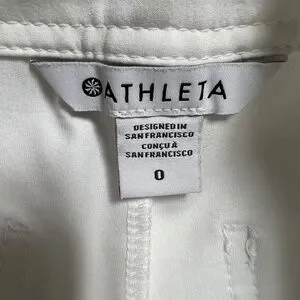 ATHLETA
DESIGNED IN
SAN FRANCISCO
CONÇU À
SAN FRANCISCO
0